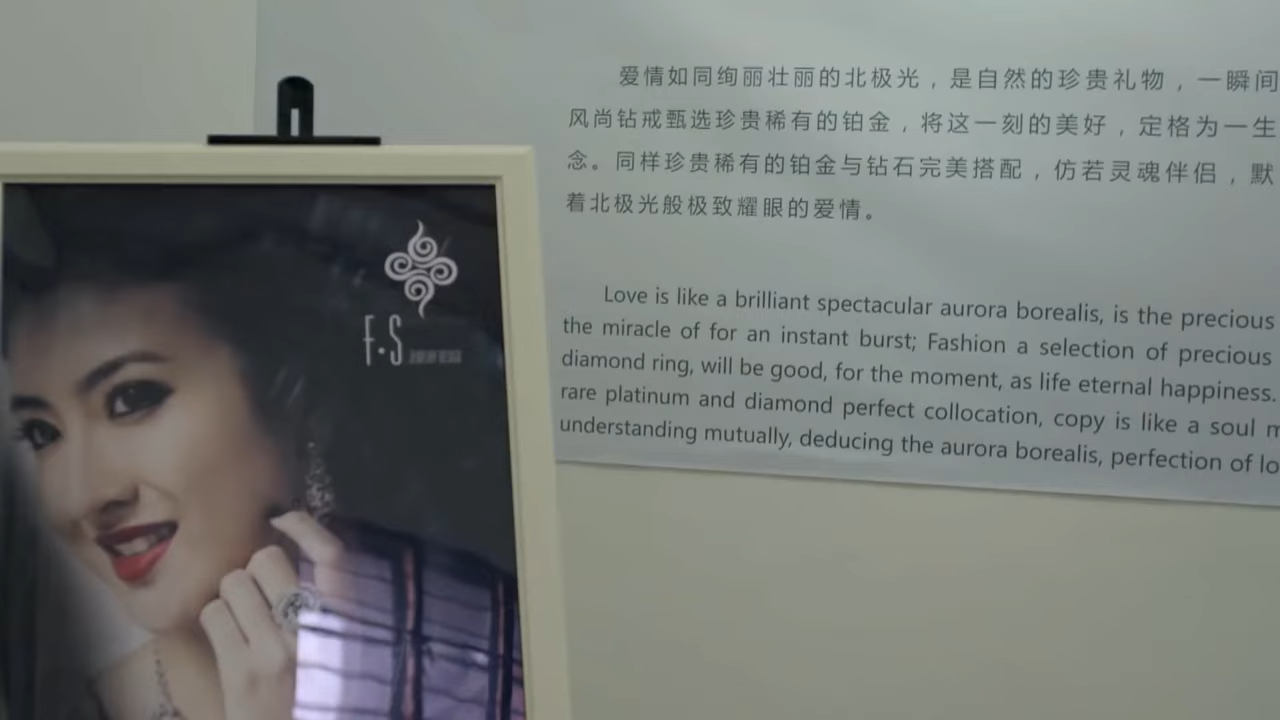 爱情如同绚丽壮丽的北极光，是自然的珍贵礼物，一瞬间
风尚钻戒甄选珍贵稀有的铂金，将这一刻的美好，定格为一生
念。同样珍贵稀有的铂金与钻石完美搭配，仿若灵魂伴侣，默
着北极光般极致耀眼的爱情。
Love is like a brilliant spectacular aurora borealis, is the precious
the miracle of for an instant burst; Fashion a selection of precious
diamond ring, will be good, for the moment, as life eternal happiness.
rare platinum and diamond perfect collocation, copy is like a soul
understanding mutually, deducing the aurora borealis, perfection of lo
F·S